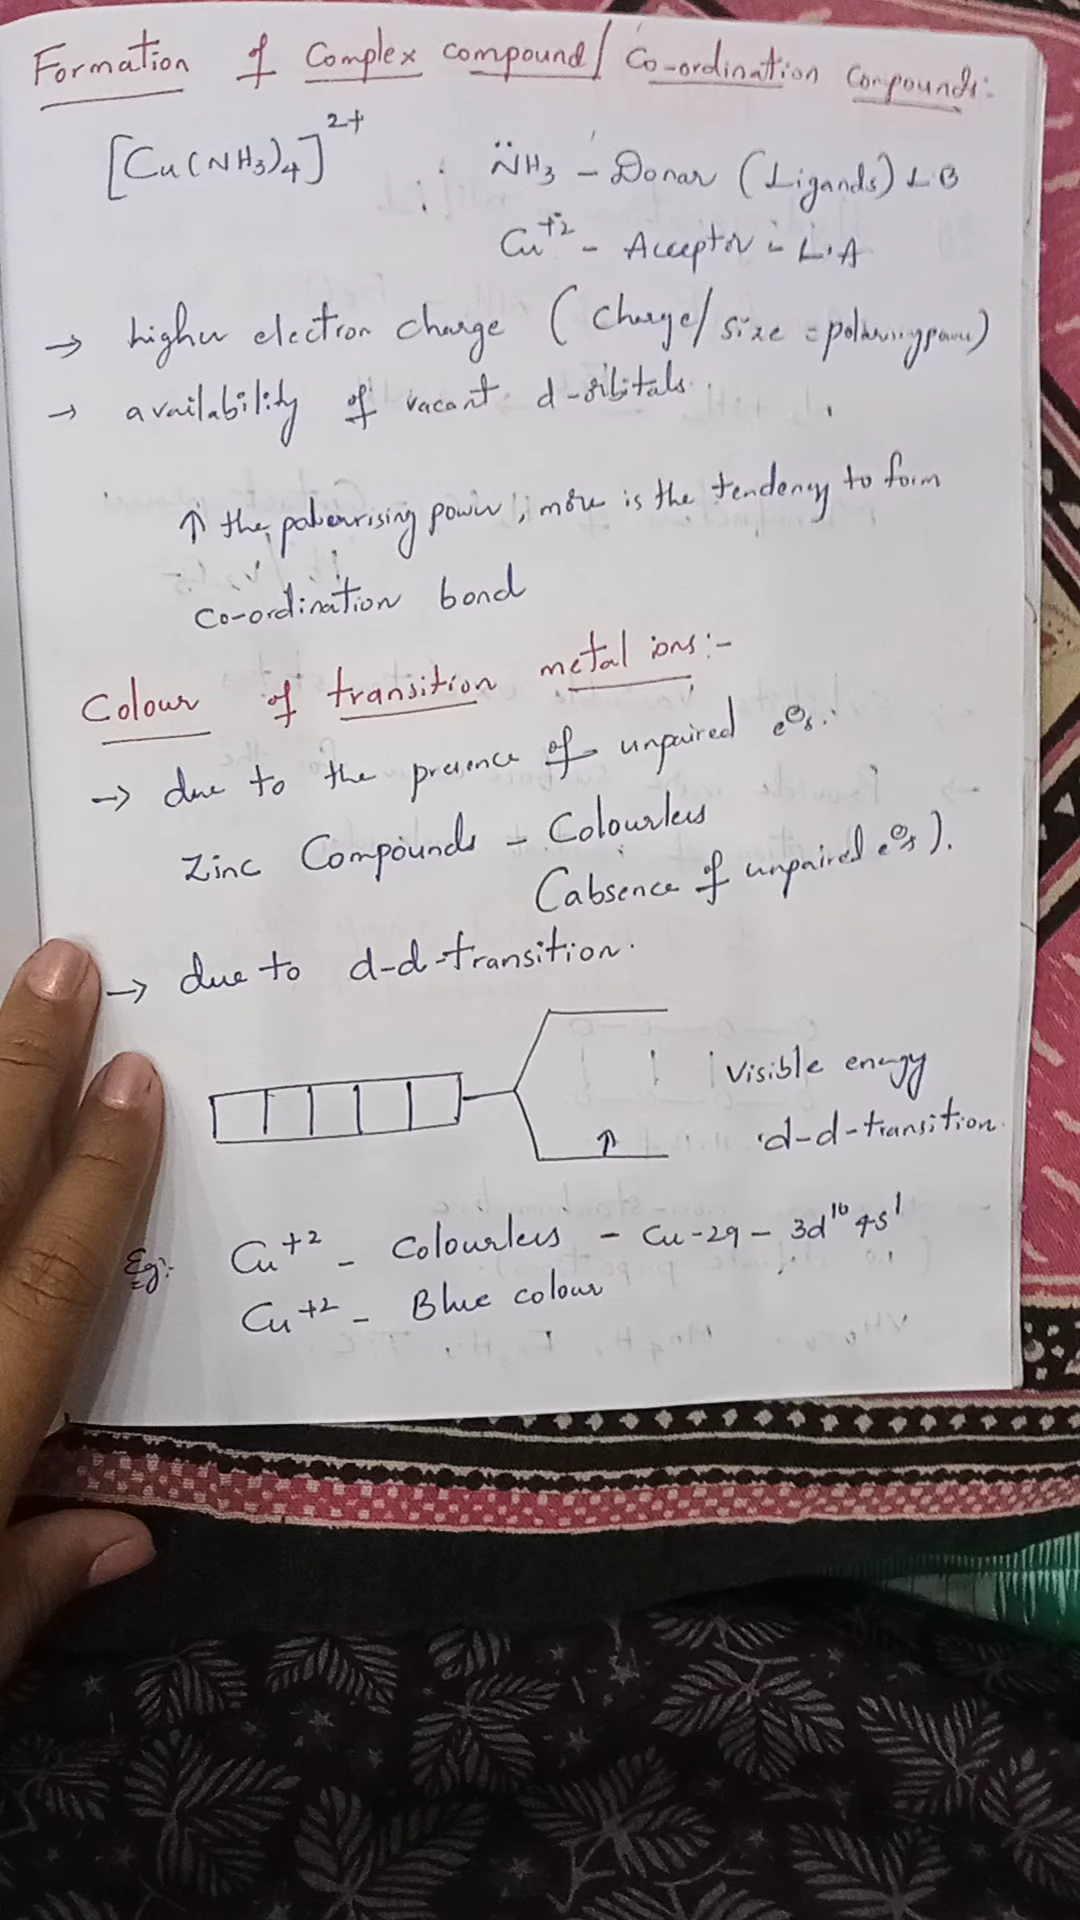 Formation of Complex compound/ Co-ordination Compounds:-
[Cu(NH3)4]2+ : N̈H3 - Donar (Ligands) L.B
Cu+2 - Acceptor - L.A
→ higher electron charge (charge/size = polarising power)
→ availability of vacant d-orbitals.
↑ the polarrising power, more is the tendency to form
co-ordination bond
Colour of transition metal ions:-
→ due to the presence of unpaired e⊖s.
Zinc Compounds - Colourless
(absence of unpaired e⊖s).
→ due to d-d-transition.
visible energy
↑ d-d-transition.
Eg:- Cu+2 - Colourless - Cu-29 - 3d10 4s1
Cu+2 - Blue colour